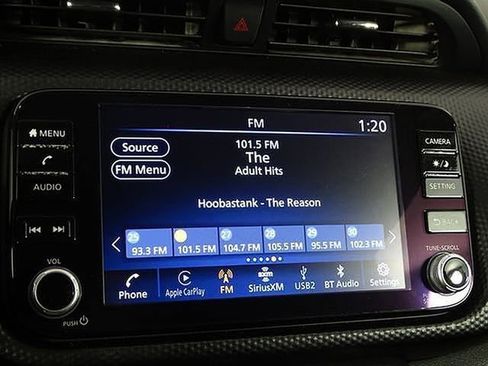 FM
1:20
MENU
AUDIO
VOL
PUSH
Source
FM Menu
101.5 FM
The
Adult Hits
Hoobastank - The Reason
25
93.3 FM
101.5 FM
27
104.7 FM
28
105.5 FM
29
95.5 FM
30
102.3 FM
Phone
Apple CarPlay
FM
SiriusXM
USB2
BT Audio
Settings
CAMERA
SETTING
BACK
TUNE·SCROLL